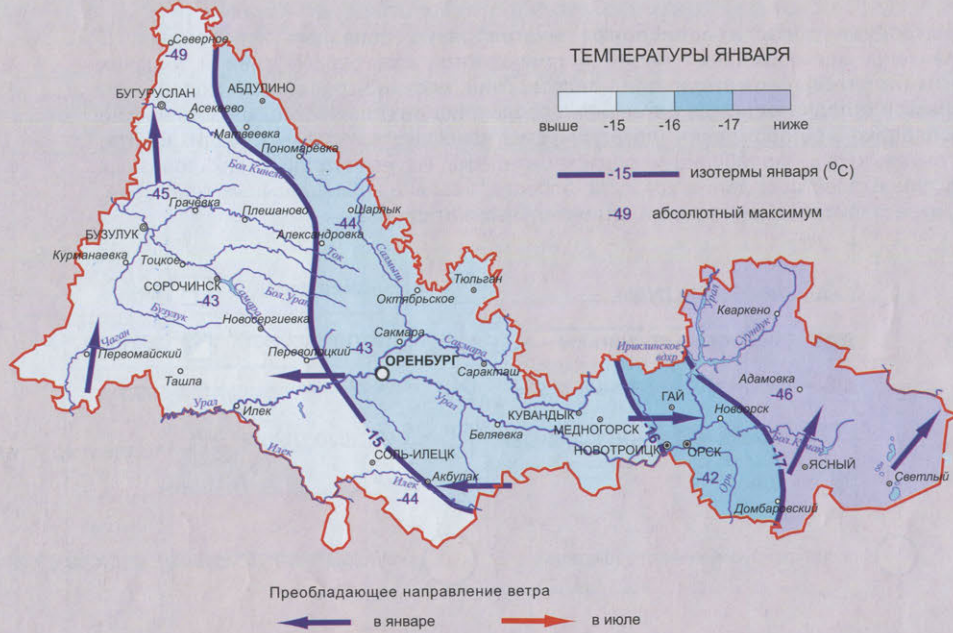 ТЕМПЕРАТУРЫ ЯНВАРЯ
выше -15 -16 -17 ниже
-15 изотермы января (°C)
-49 абсолютный максимум
Северное
-49
БУГУРУСЛАН
АБДУЛИНО
Асекеево
Матвеевка
Пономаревка
Бол.Кинель
-45
Грачёвка
Плешаново
-44
Шарлык
БУЗУЛУК
Александровка
Ток
Салмыш
Курманаевка
Тоцкое
СОРОЧИНСК
-43
Самара
Бол.Уран
Октябрьское
Тюльган
Бузулук
Новосергиевка
Чаган
Первомайский
Переволоцкий
-43
Сакмара
ОРЕНБУРГ
Сакмара
Саракташ
Ташла
Урал
Илек
Урал
Беляевка
-15
Илек
СОЛЬ-ИЛЕЦК
Илек
Акбулак
-44
Урал
Кваркено
Суундук
Ириклинское
вдхр
Адамовка
-46
КУВАНДЫК
МЕДНОГОРСК
ГАЙ
Новоорск
НОВОТРОИЦК
-16
ОРСК
-17
Бол.Кумак
ЯСНЫЙ
-42
Орь
Светлый
Домбаровский
Преобладающее направление ветра
в январе
в июле